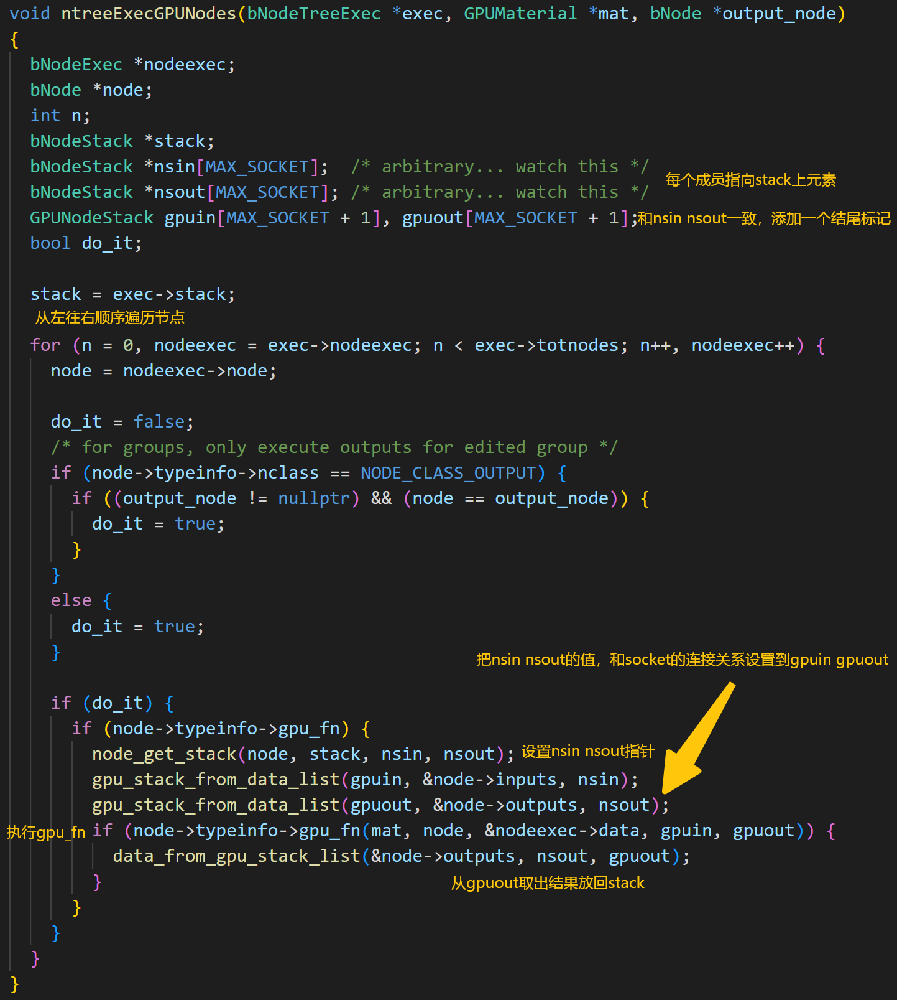 void ntreeExecGPUNodes(bNodeTreeExec *exec, GPUMaterial *mat, bNode *output_node)
{
bNodeExec *nodeexec;
bNode *node;
int n;
bNodeStack *stack;
bNodeStack *nsin[MAX_SOCKET];  /* arbitrary... watch this */
每个成员指向stack上元素
bNodeStack *nsout[MAX_SOCKET]; /* arbitrary... watch this */
GPUNodeStack gpuin[MAX_SOCKET + 1], gpuout[MAX_SOCKET + 1];和nsin nsout一致，添加一个结尾标记
bool do_it;
stack = exec->stack;
从左往右顺序遍历节点
for (n = 0, nodeexec = exec->nodeexec; n < exec->totnodes; n++, nodeexec++) {
node = nodeexec->node;
do_it = false;
/* for groups, only execute outputs for edited group */
if (node->typeinfo->nclass == NODE_CLASS_OUTPUT) {
if ((output_node != nullptr) && (node == output_node)) {
do_it = true;
}
}
else {
do_it = true;
}
把nsin nsout的值，和socket的连接关系设置到gpuin gpuout
if (do_it) {
if (node->typeinfo->gpu_fn) {
node_get_stack(node, stack, nsin, nsout); 设置nsin nsout指针
gpu_stack_from_data_list(gpuin, &node->inputs, nsin);
gpu_stack_from_data_list(gpuout, &node->outputs, nsout);
执行gpu_fn if (node->typeinfo->gpu_fn(mat, node, &nodeexec->data, gpuin, gpuout)) {
data_from_gpu_stack_list(&node->outputs, nsout, gpuout);
}
从gpuout取出结果放回stack
}
}
}
}